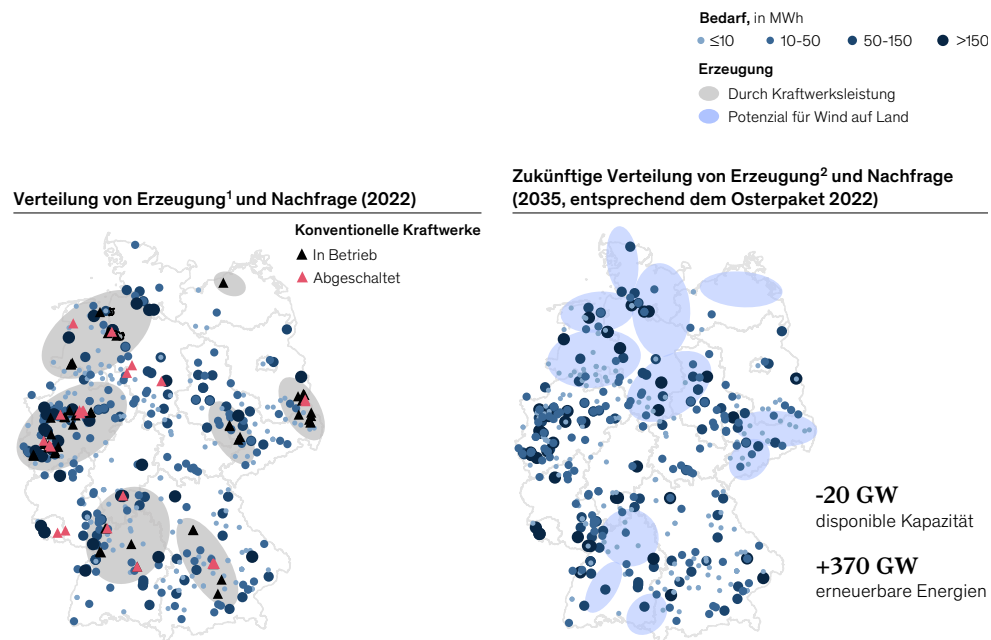 Bedarf, in MWh
≤10 10-50 50-150 >150
Erzeugung
Durch Kraftwerksleistung
Potenzial für Wind auf Land
Verteilung von Erzeugung¹ und Nachfrage (2022)
Konventionelle Kraftwerke
In Betrieb
Abgeschaltet
Zukünftige Verteilung von Erzeugung² und Nachfrage
(2035, entsprechend dem Osterpaket 2022)
-20 GW
disponible Kapazität
+370 GW
erneuerbare Energien